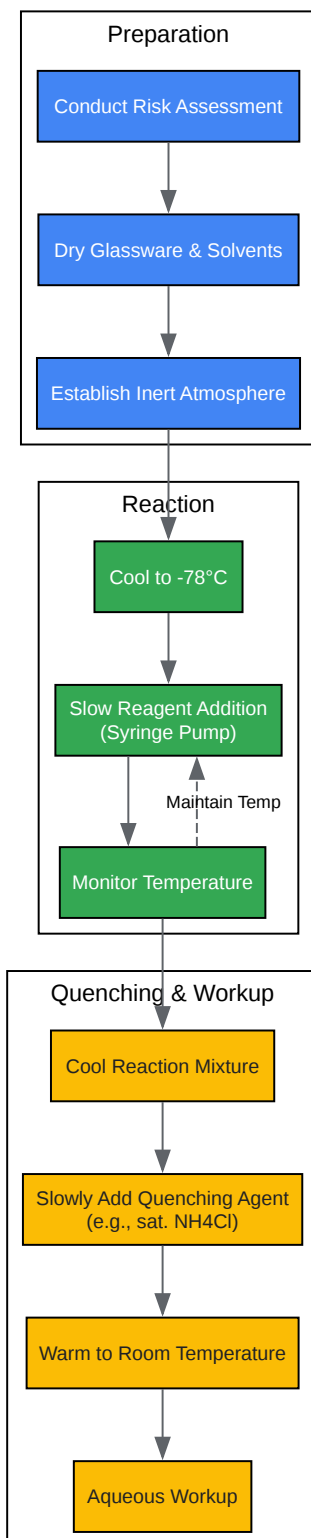 Preparation
Conduct Risk Assessment
Dry Glassware & Solvents
Establish Inert Atmosphere
Reaction
Cool to -78°C
Slow Reagent Addition
(Syringe Pump)
Maintain Temp
Monitor Temperature
Quenching & Workup
Cool Reaction Mixture
Slowly Add Quenching Agent
(e.g., sat. NH4Cl)
Warm to Room Temperature
Aqueous Workup